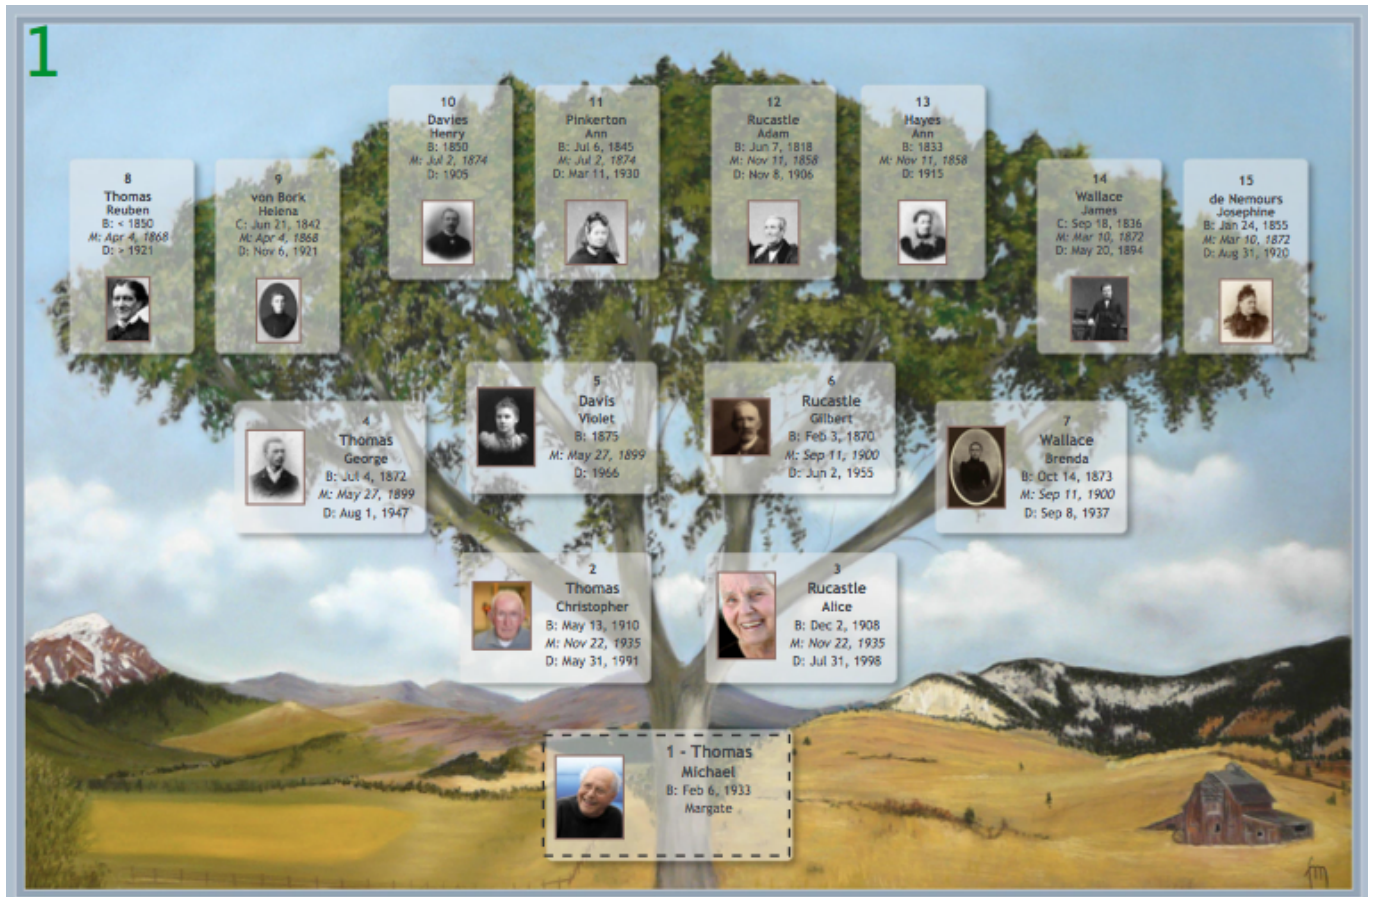 1
10
Davies
Henry
B: 1850
M: Jul 2, 1874
D: 1905
11
Pinkerton
Ann
B: Jul 6, 1845
M: Jul 2, 1874
D: Mar 11, 1930
12
Rucastle
Adam
B: Jun 7, 1818
M: Nov 11, 1858
D: Nov 8, 1906
13
Hayes
Ann
B: 1833
M: Nov 11, 1858
D: 1915
8
Thomas
Reuben
B: < 1850
M: Apr 4, 1868
D: > 1921
9
von Bork
Helena
C: Jun 21, 1842
M: Apr 4, 1868
D: Nov 6, 1921
14
Wallace
James
C: Sep 18, 1836
M: Mar 10, 1872
D: May 20, 1894
15
de Nemours
Josephine
B: Jan 24, 1855
M: Mar 10, 1872
D: Aug 31, 1920
4
Thomas
George
B: Jul 4, 1872
M: May 27, 1899
D: Aug 1, 1947
5
Davis
Violet
B: 1875
M: May 27, 1899
D: 1966
6
Rucastle
Gilbert
B: Feb 3, 1870
M: Sep 11, 1900
D: Jun 2, 1955
7
Wallace
Brenda
B: Oct 14, 1873
M: Sep 11, 1900
D: Sep 8, 1937
2
Thomas
Christopher
B: May 13, 1910
M: Nov 22, 1935
D: May 31, 1991
3
Rucastle
Alice
B: Dec 2, 1908
M: Nov 22, 1935
D: Jul 31, 1998
1 - Thomas
Michael
B: Feb 6, 1933
Margate